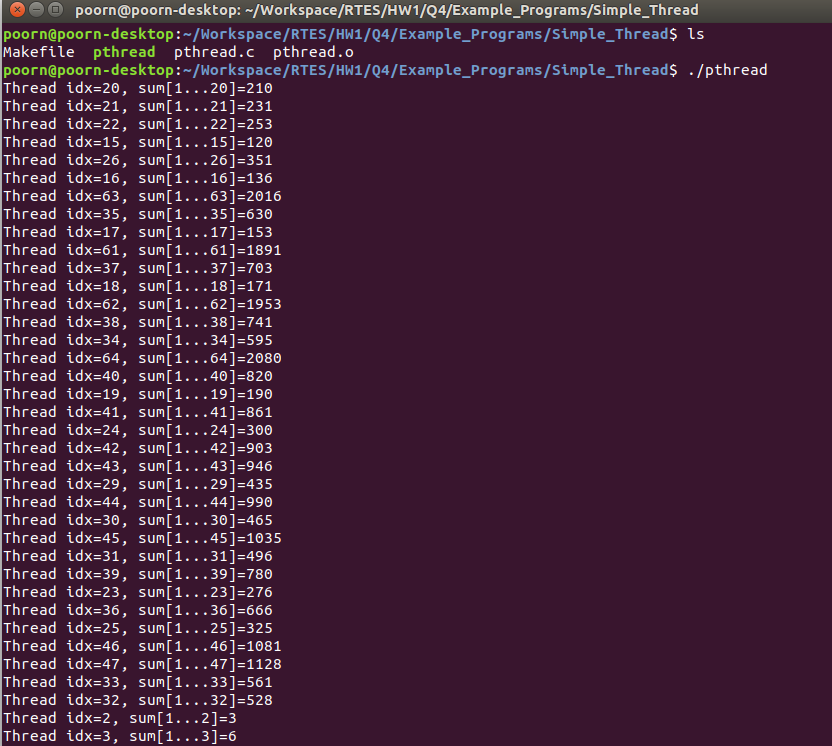 poorn@poorn-desktop: ~/Workspace/RTES/HW1/Q4/Example_Programs/Simple_Thread
poorn@poorn-desktop:~/Workspace/RTES/HW1/Q4/Example_Programs/Simple_Thread$ ls
Makefile  pthread  pthread.c  pthread.o
poorn@poorn-desktop:~/Workspace/RTES/HW1/Q4/Example_Programs/Simple_Thread$ ./pthread
Thread idx=20, sum[1...20]=210
Thread idx=21, sum[1...21]=231
Thread idx=22, sum[1...22]=253
Thread idx=15, sum[1...15]=120
Thread idx=26, sum[1...26]=351
Thread idx=16, sum[1...16]=136
Thread idx=63, sum[1...63]=2016
Thread idx=35, sum[1...35]=630
Thread idx=17, sum[1...17]=153
Thread idx=61, sum[1...61]=1891
Thread idx=37, sum[1...37]=703
Thread idx=18, sum[1...18]=171
Thread idx=62, sum[1...62]=1953
Thread idx=38, sum[1...38]=741
Thread idx=34, sum[1...34]=595
Thread idx=64, sum[1...64]=2080
Thread idx=40, sum[1...40]=820
Thread idx=19, sum[1...19]=190
Thread idx=41, sum[1...41]=861
Thread idx=24, sum[1...24]=300
Thread idx=42, sum[1...42]=903
Thread idx=43, sum[1...43]=946
Thread idx=29, sum[1...29]=435
Thread idx=44, sum[1...44]=990
Thread idx=30, sum[1...30]=465
Thread idx=45, sum[1...45]=1035
Thread idx=31, sum[1...31]=496
Thread idx=39, sum[1...39]=780
Thread idx=23, sum[1...23]=276
Thread idx=36, sum[1...36]=666
Thread idx=25, sum[1...25]=325
Thread idx=46, sum[1...46]=1081
Thread idx=47, sum[1...47]=1128
Thread idx=33, sum[1...33]=561
Thread idx=32, sum[1...32]=528
Thread idx=2, sum[1...2]=3
Thread idx=3, sum[1...3]=6